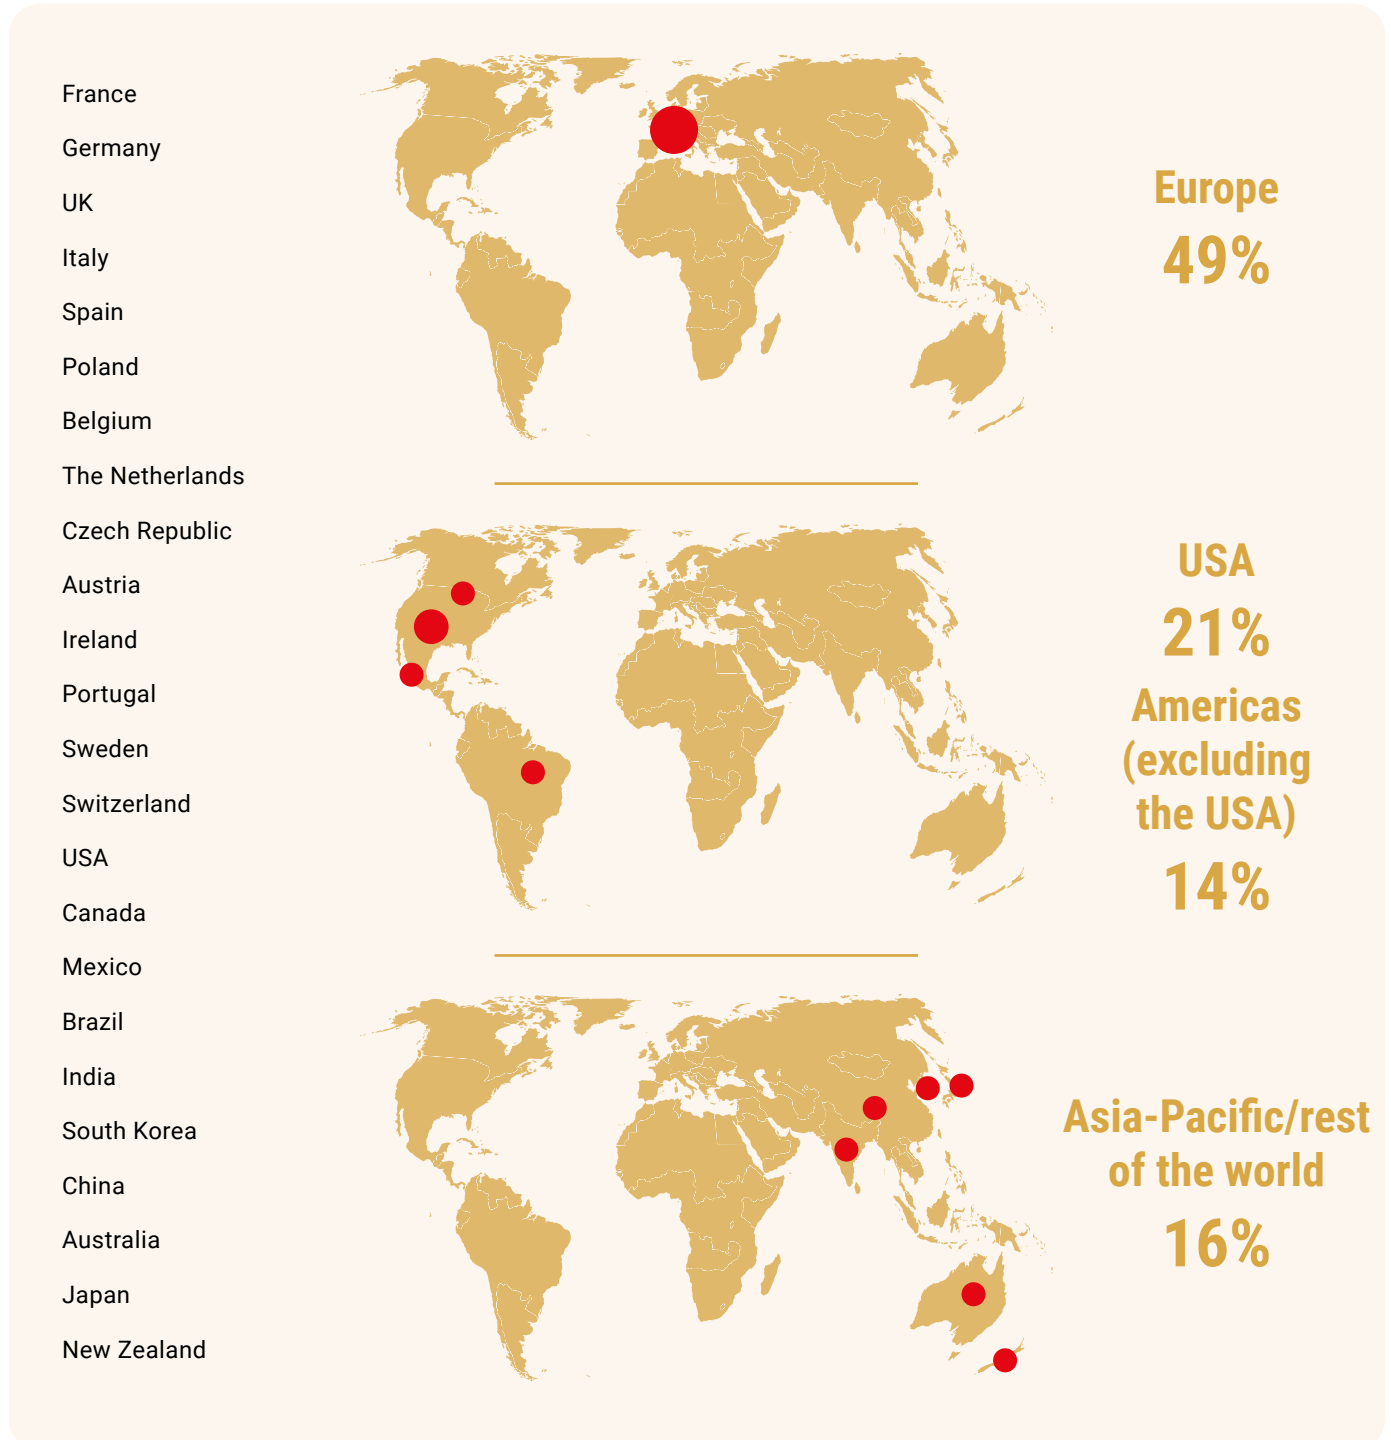 France
Germany
UK
Italy
Spain
Poland
Belgium
The Netherlands
Czech Republic
Austria
Ireland
Portugal
Sweden
Switzerland
USA
Canada
Mexico
Brazil
India
South Korea
China
Australia
Japan
New Zealand
Europe
49%
USA
21%
Americas
(excluding
the USA)
14%
Asia-Pacific/rest
of the world
16%